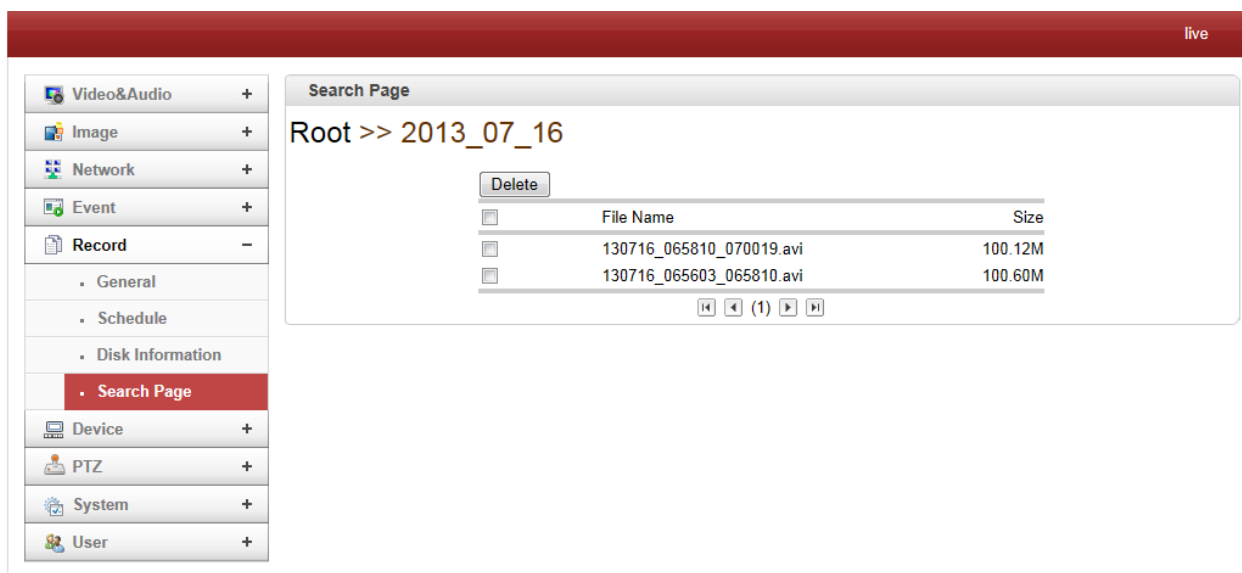 live
Video&Audio +
Image +
Network +
Event +
Record −
General
Schedule
Disk Information
Search Page
Device +
PTZ +
System +
User +
Search Page
Root >> 2013_07_16
Delete
File Name Size
130716_065810_070019.avi 100.12M
130716_065603_065810.avi 100.60M
(1)